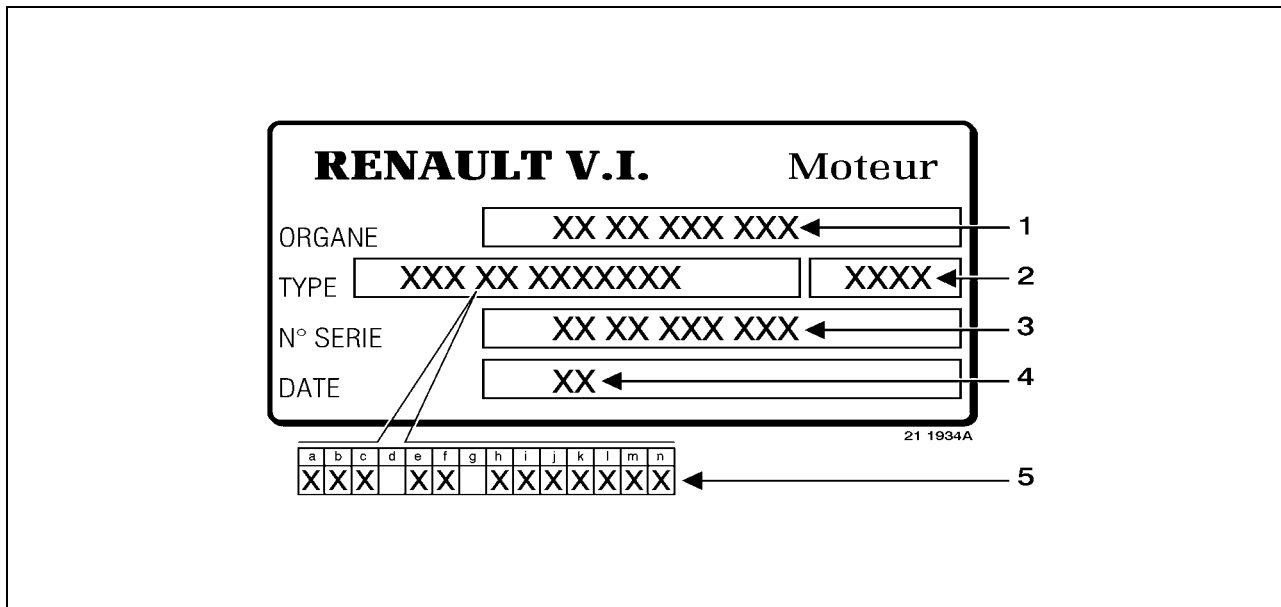 RENAULT V.I. Moteur
ORGANE XX XX XXX XXX 1
TYPE XXX XX XXXXXXX XXXX 2
N° SERIE XX XX XXX XXX 3
DATE XX 4
21 1934A
a b c d e f g h i j k l m n
X X X X X X X X X X X X 5